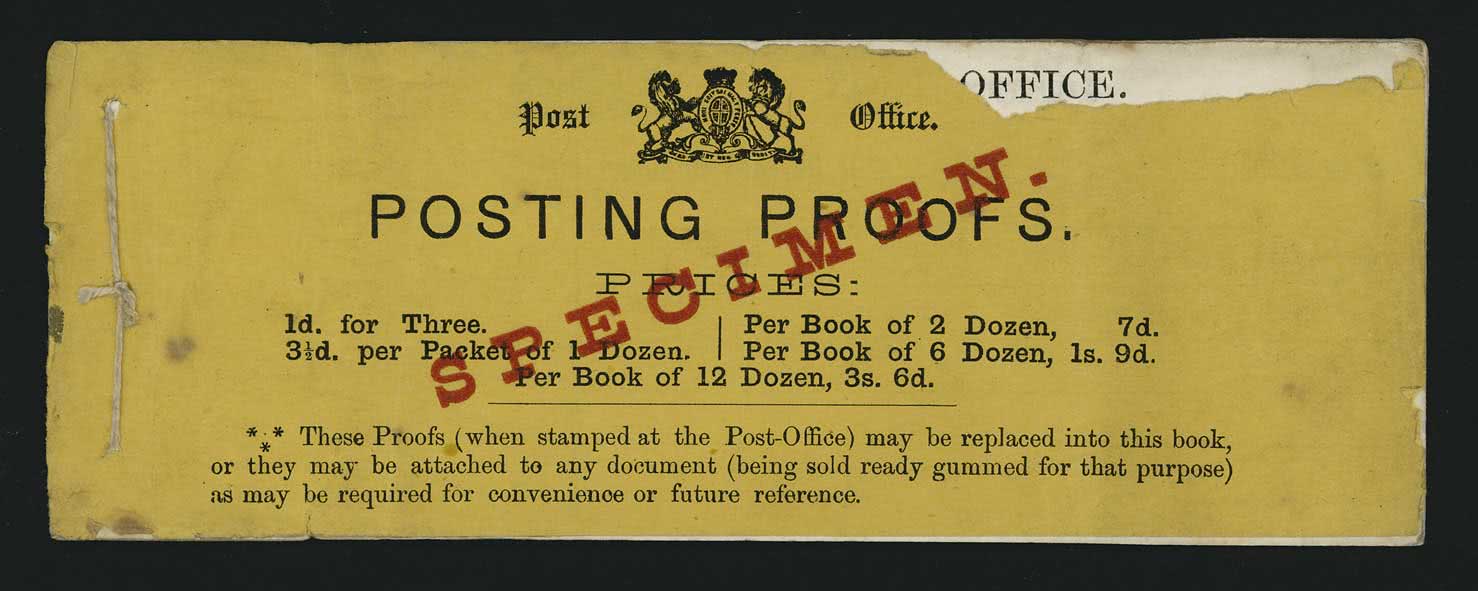 OFFICE.
Post Office.
POSTING PROOFS.
SPECIMEN.
PRICES:
1d. for Three. | Per Book of 2 Dozen, 7d.
3½d. per Packet of 1 Dozen. | Per Book of 6 Dozen, 1s. 9d.
Per Book of 12 Dozen, 3s. 6d.
*⁎* These Proofs (when stamped at the Post-Office) may be replaced into this book,
or they may be attached to any document (being sold ready gummed for that purpose)
as may be required for convenience or future reference.